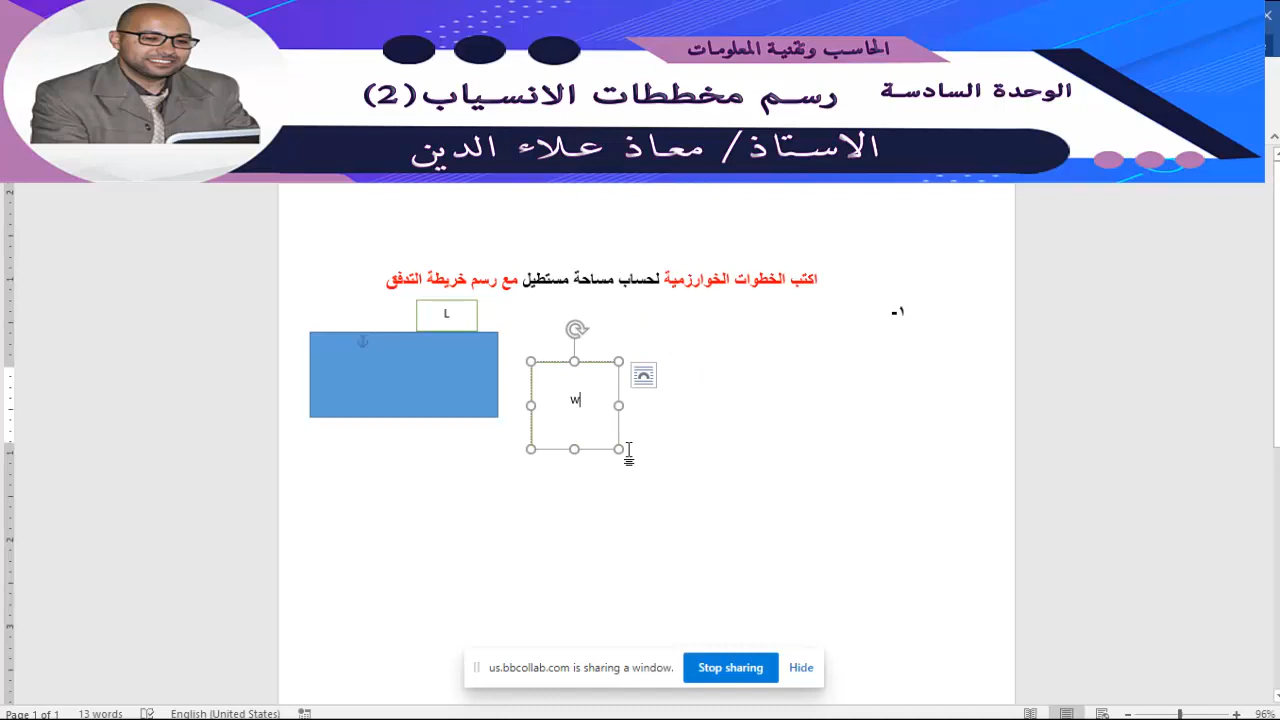 الحاسب وتقنية المعلومات
الوحدة السادسة
رسم مخططات الانسياب(2)
الاستاذ/ معاذ علاء الدين
اكتب الخطوات الخوارزمية لحساب مساحة مستطيل مع رسم خريطة التدفق
١-
L
w
us.bbcollab.com is sharing a window.
Stop sharing
Hide
Page 1 of 1
13 words
English (United States)
96%